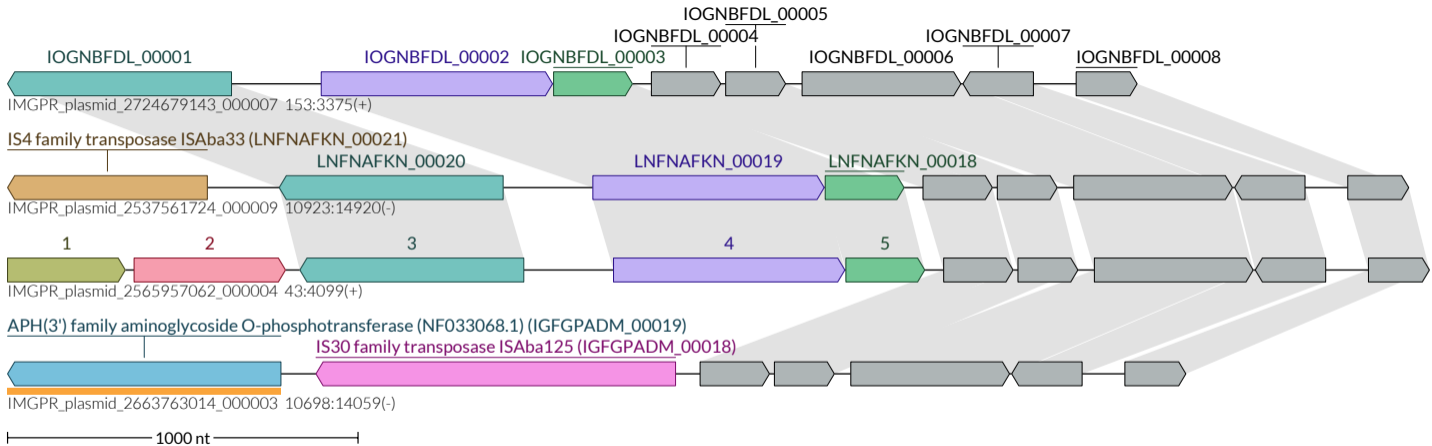 IOGNBFDL_00005
IOGNBFDL_00004 IOGNBFDL_00007
IOGNBFDL_00001 IOGNBFDL_00002 IOGNBFDL_00003 IOGNBFDL_00006 IOGNBFDL_00008
IMGPR_plasmid_2724679143_000007 153:3375(+)
IS4 family transposase ISAba33 (LNFNAFKN_00021)
LNFNAFKN_00020 LNFNAFKN_00019 LNFNAFKN_00018
IMGPR_plasmid_2537561724_000009 10923:14920(-)
1 2 3 4 5
IMGPR_plasmid_2565957062_000004 43:4099(+)
APH(3') family aminoglycoside O-phosphotransferase (NF033068.1) (IGFGPADM_00019)
IS30 family transposase ISAba125 (IGFGPADM_00018)
IMGPR_plasmid_2663763014_000003 10698:14059(-)
1000 nt